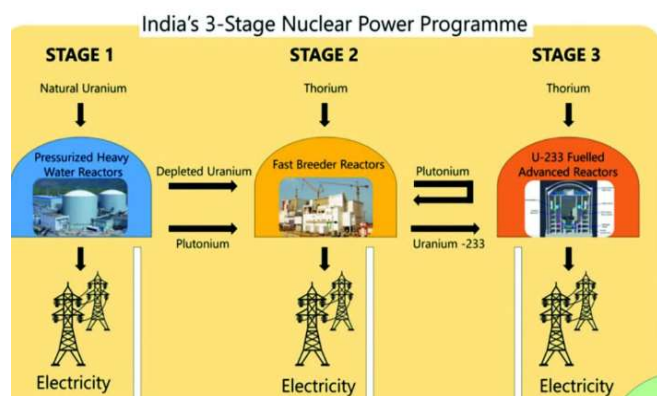 India's 3-Stage Nuclear Power Programme
STAGE 1
STAGE 2
STAGE 3
Natural Uranium
Thorium
Thorium
Pressurized Heavy
Water Reactors
Depleted Uranium
Plutonium
Fast Breeder Reactors
Plutonium
Uranium -233
U-233 Fuelled
Advanced Reactors
Electricity
Electricity
Electricity